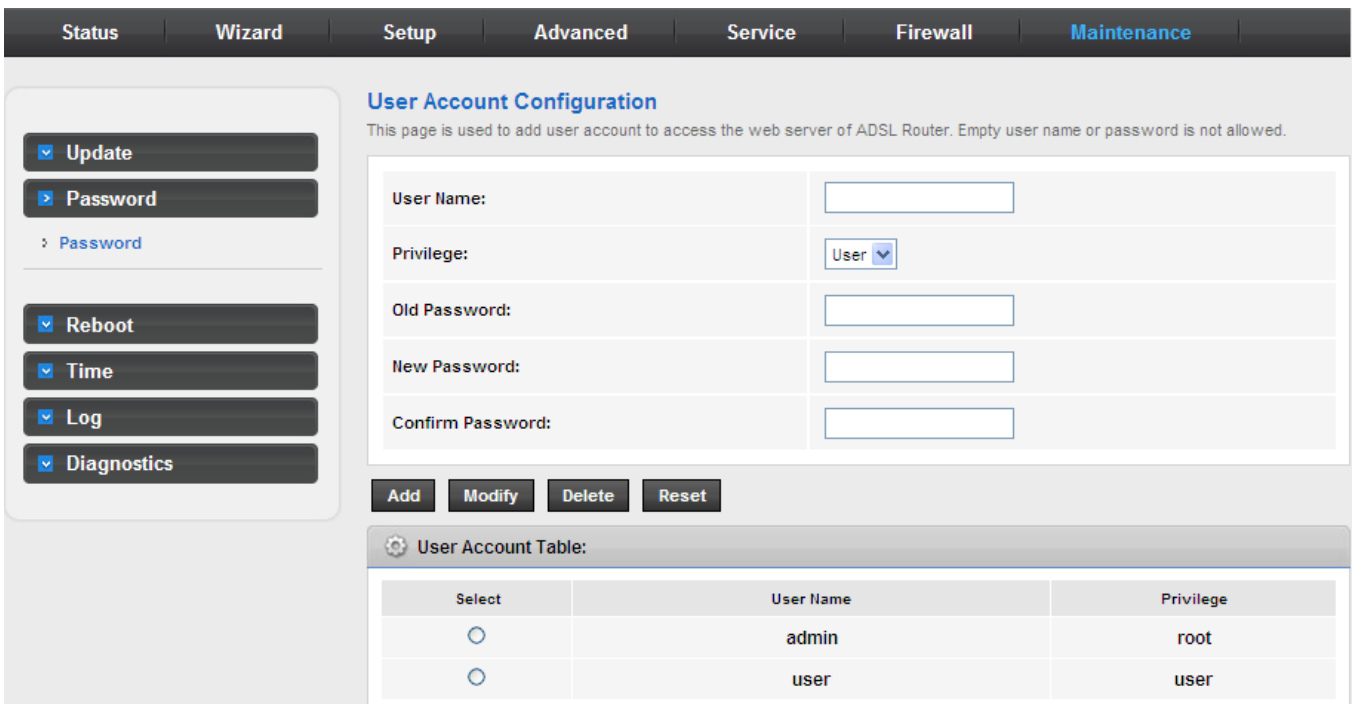 Status Wizard Setup Advanced Service Firewall Maintenance
Update
Password
Password
Reboot
Time
Log
Diagnostics
User Account Configuration
This page is used to add user account to access the web server of ADSL Router. Empty user name or password is not allowed.
User Name:
Privilege: User
Old Password:
New Password:
Confirm Password:
Add Modify Delete Reset
User Account Table:
Select User Name Privilege
admin root
user user